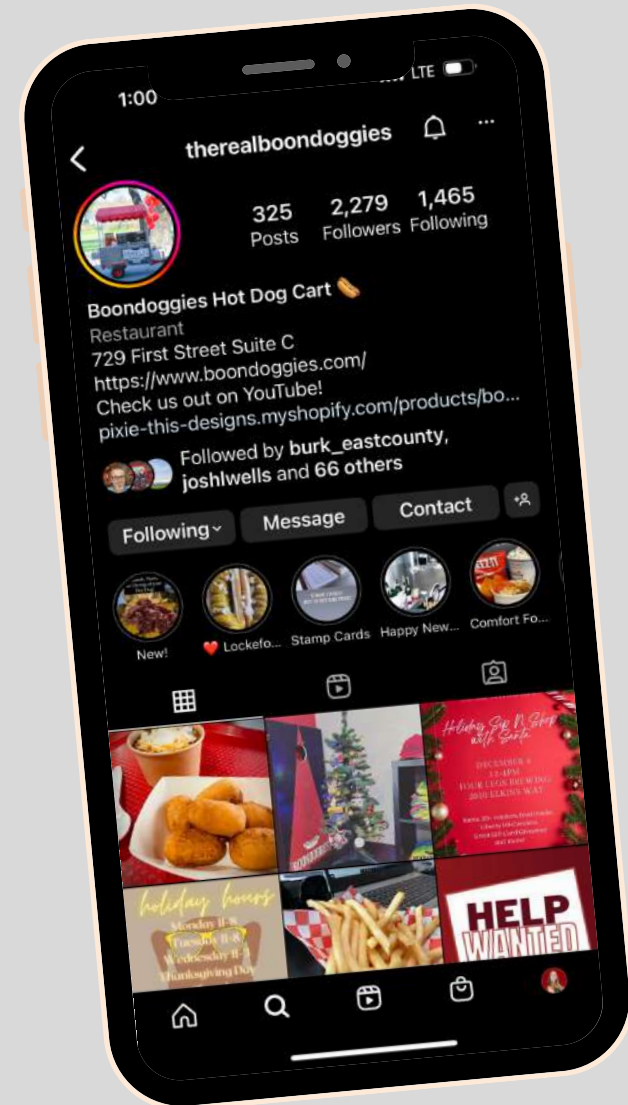 1:00
LTE
therealboondoggies
325
2,279
1,465
Posts
Followers
Following
Boondoggies Hot Dog Cart
Restaurant
729 First Street Suite C
https://www.boondoggies.com/
Check us out on YouTube!
pixie-this-designs.myshopify.com/products/bo...
Followed by burk_eastcounty,
joshlwells and 66 others
Following
Message
Contact
New!
Lockefo...
Stamp Cards
Happy New...
Comfort Fo...
Holiday Sip N Shop
with Santa
DECEMBER 4
12-4PM
FOUR LEGS BREWING
2010 ELKINS WAY
holiday hours
Monday 11-8
Tuesday 11-8
Wednesday 11-3
Thanksgiving Day
HELP
WANTED